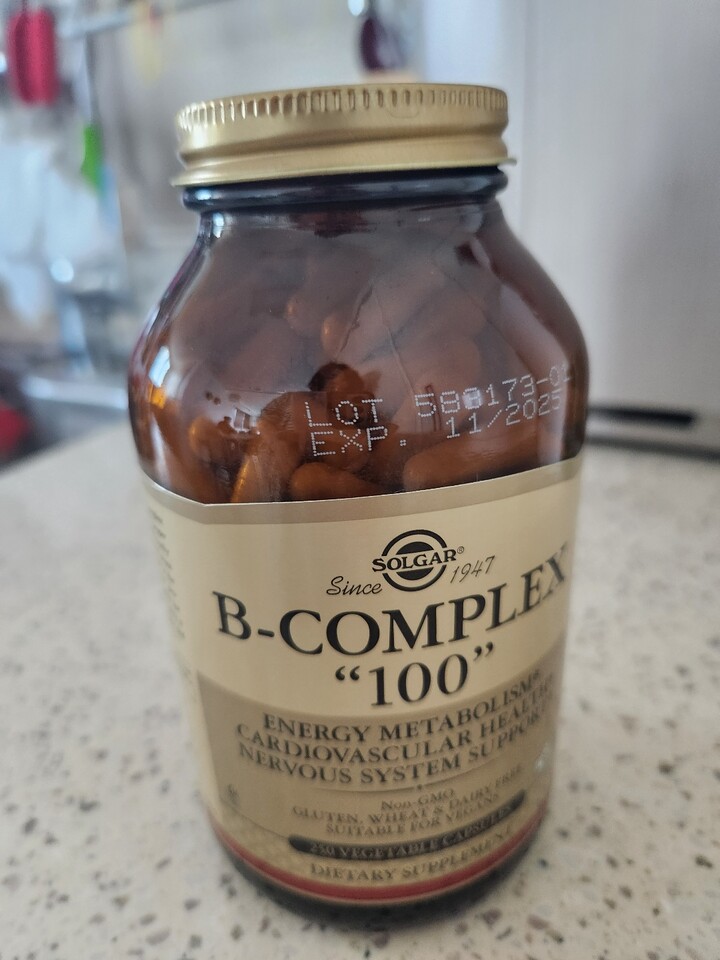 LOT 580173-01
EXP. 11/2025
SOLGAR®
Since 1947
B-COMPLEX
“100”
ENERGY METABOLISM
CARDIOVASCULAR HEALTH
NERVOUS SYSTEM SUPPORT
Non-GMO
GLUTEN, WHEAT & DAIRY FREE
SUITABLE FOR VEGANS
250 VEGETABLE CAPSULES
DIETARY SUPPLEMENT